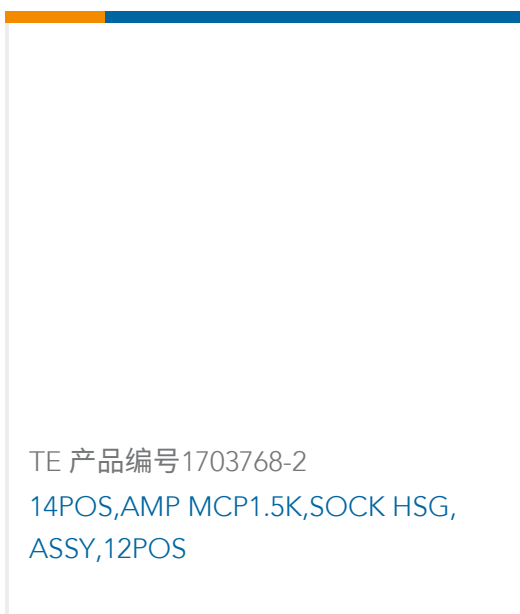 TE 产品编号1703768-2
14POS,AMP MCP1.5K,SOCK HSG,
ASSY,12POS